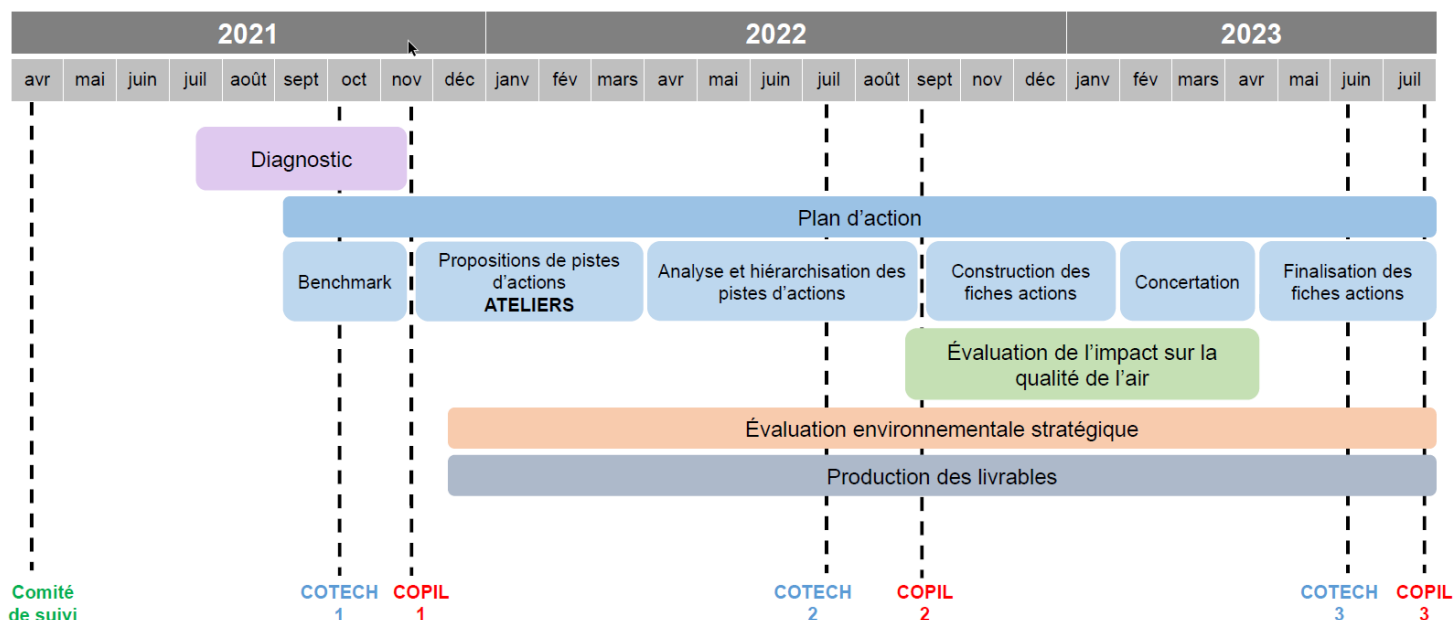 2021 2022 2023
avr mai juin juil août sept oct nov déc janv fév mars avr mai juin juil août sept nov déc janv fév mars avr mai juin juil
Diagnostic
Plan d'action
Benchmark
Propositions de pistes
d'actions
ATELIERS
Analyse et hiérarchisation des
pistes d'actions
Construction des
fiches actions
Concertation
Finalisation des
fiches actions
Évaluation de l'impact sur la
qualité de l'air
Évaluation environnementale stratégique
Production des livrables
Comité
de suivi
COTECH
1
COPIL
1
COTECH
2
COPIL
2
COTECH
3
COPIL
3